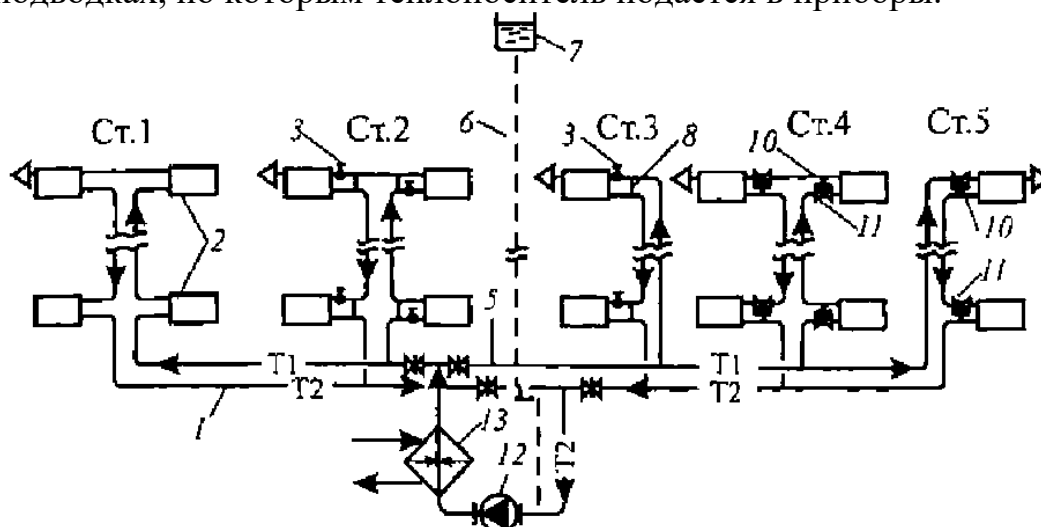 подводках, по которым теплоноситель подается в приборы.
7
Ст.1 3 Ст.2 6 3 Ст.3 8 10 Ст.4 Ст.5
2 11 10
5 11
Т1 Т1
Т2 Т2
1 13 Т2
12